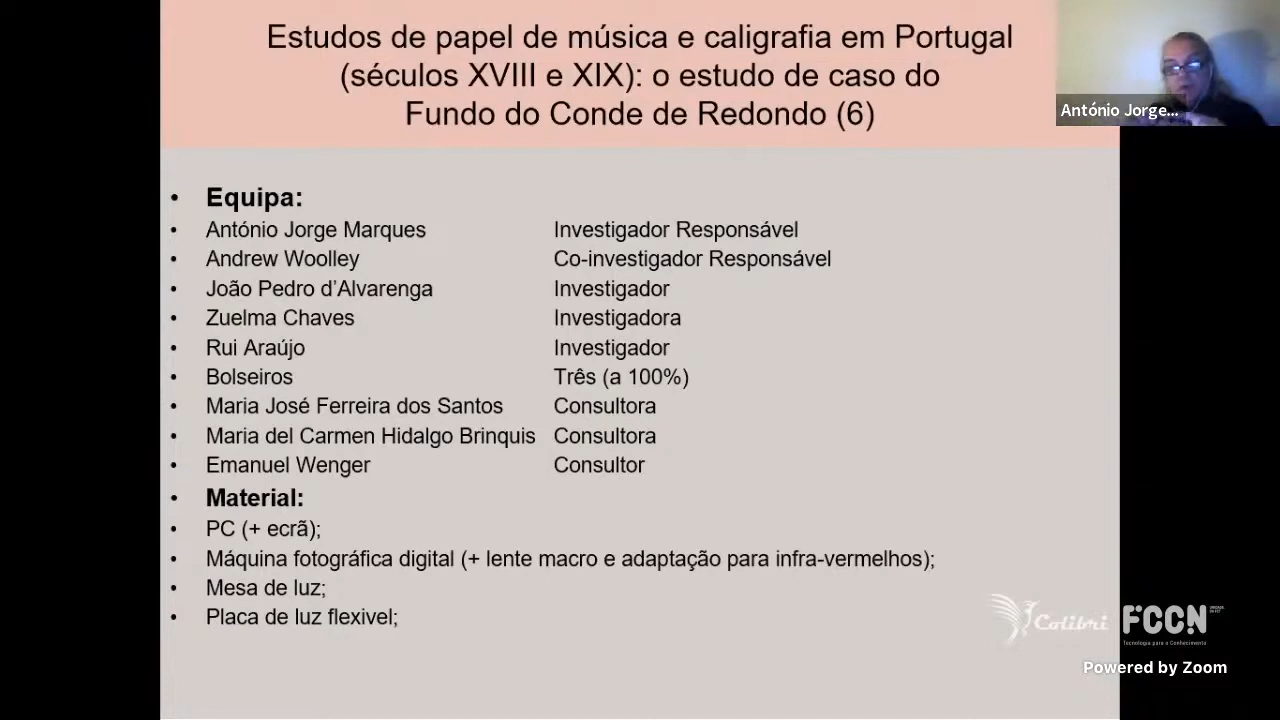 Estudos de papel de música e caligrafia em Portugal
(séculos XVIII e XIX): o estudo de caso do
Fundo do Conde de Redondo (6)
António Jorge...
• Equipa:
• António Jorge Marques Investigador Responsável
• Andrew Woolley Co-investigador Responsável
• João Pedro d’Alvarenga Investigador
• Zuelma Chaves Investigadora
• Rui Araújo Investigador
• Bolseiros Três (a 100%)
• Maria José Ferreira dos Santos Consultora
• Maria del Carmen Hidalgo Brinquis Consultora
• Emanuel Wenger Consultor
• Material:
• PC (+ ecrã);
• Máquina fotográfica digital (+ lente macro e adaptação para infra-vermelhos);
• Mesa de luz;
• Placa de luz flexivel;
Colibri FCCN
Tecnologia para o Conhecimento
Powered by Zoom